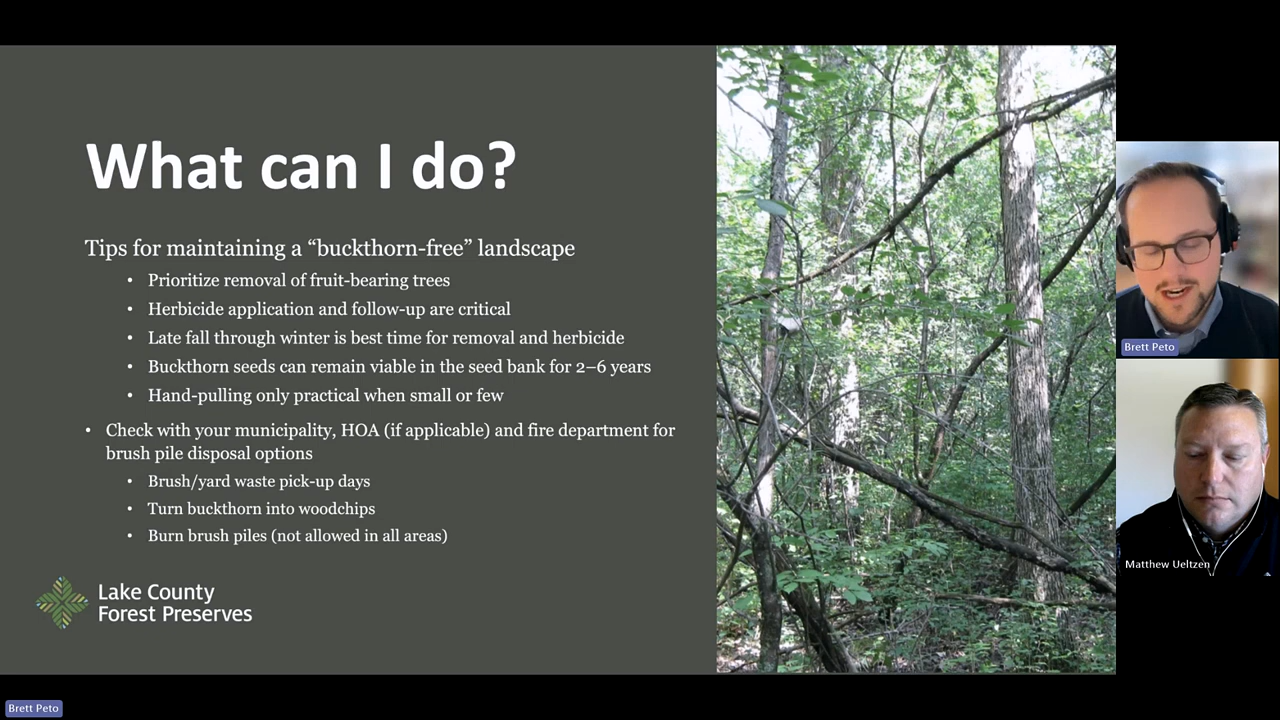 What can I do?
Tips for maintaining a “buckthorn-free” landscape
• Prioritize removal of fruit-bearing trees
• Herbicide application and follow-up are critical
• Late fall through winter is best time for removal and herbicide
• Buckthorn seeds can remain viable in the seed bank for 2–6 years
• Hand-pulling only practical when small or few
• Check with your municipality, HOA (if applicable) and fire department for
brush pile disposal options
• Brush/yard waste pick-up days
• Turn buckthorn into woodchips
• Burn brush piles (not allowed in all areas)
Lake County
Forest Preserves
Brett Peto
Matthew Ueltzen
Brett Peto